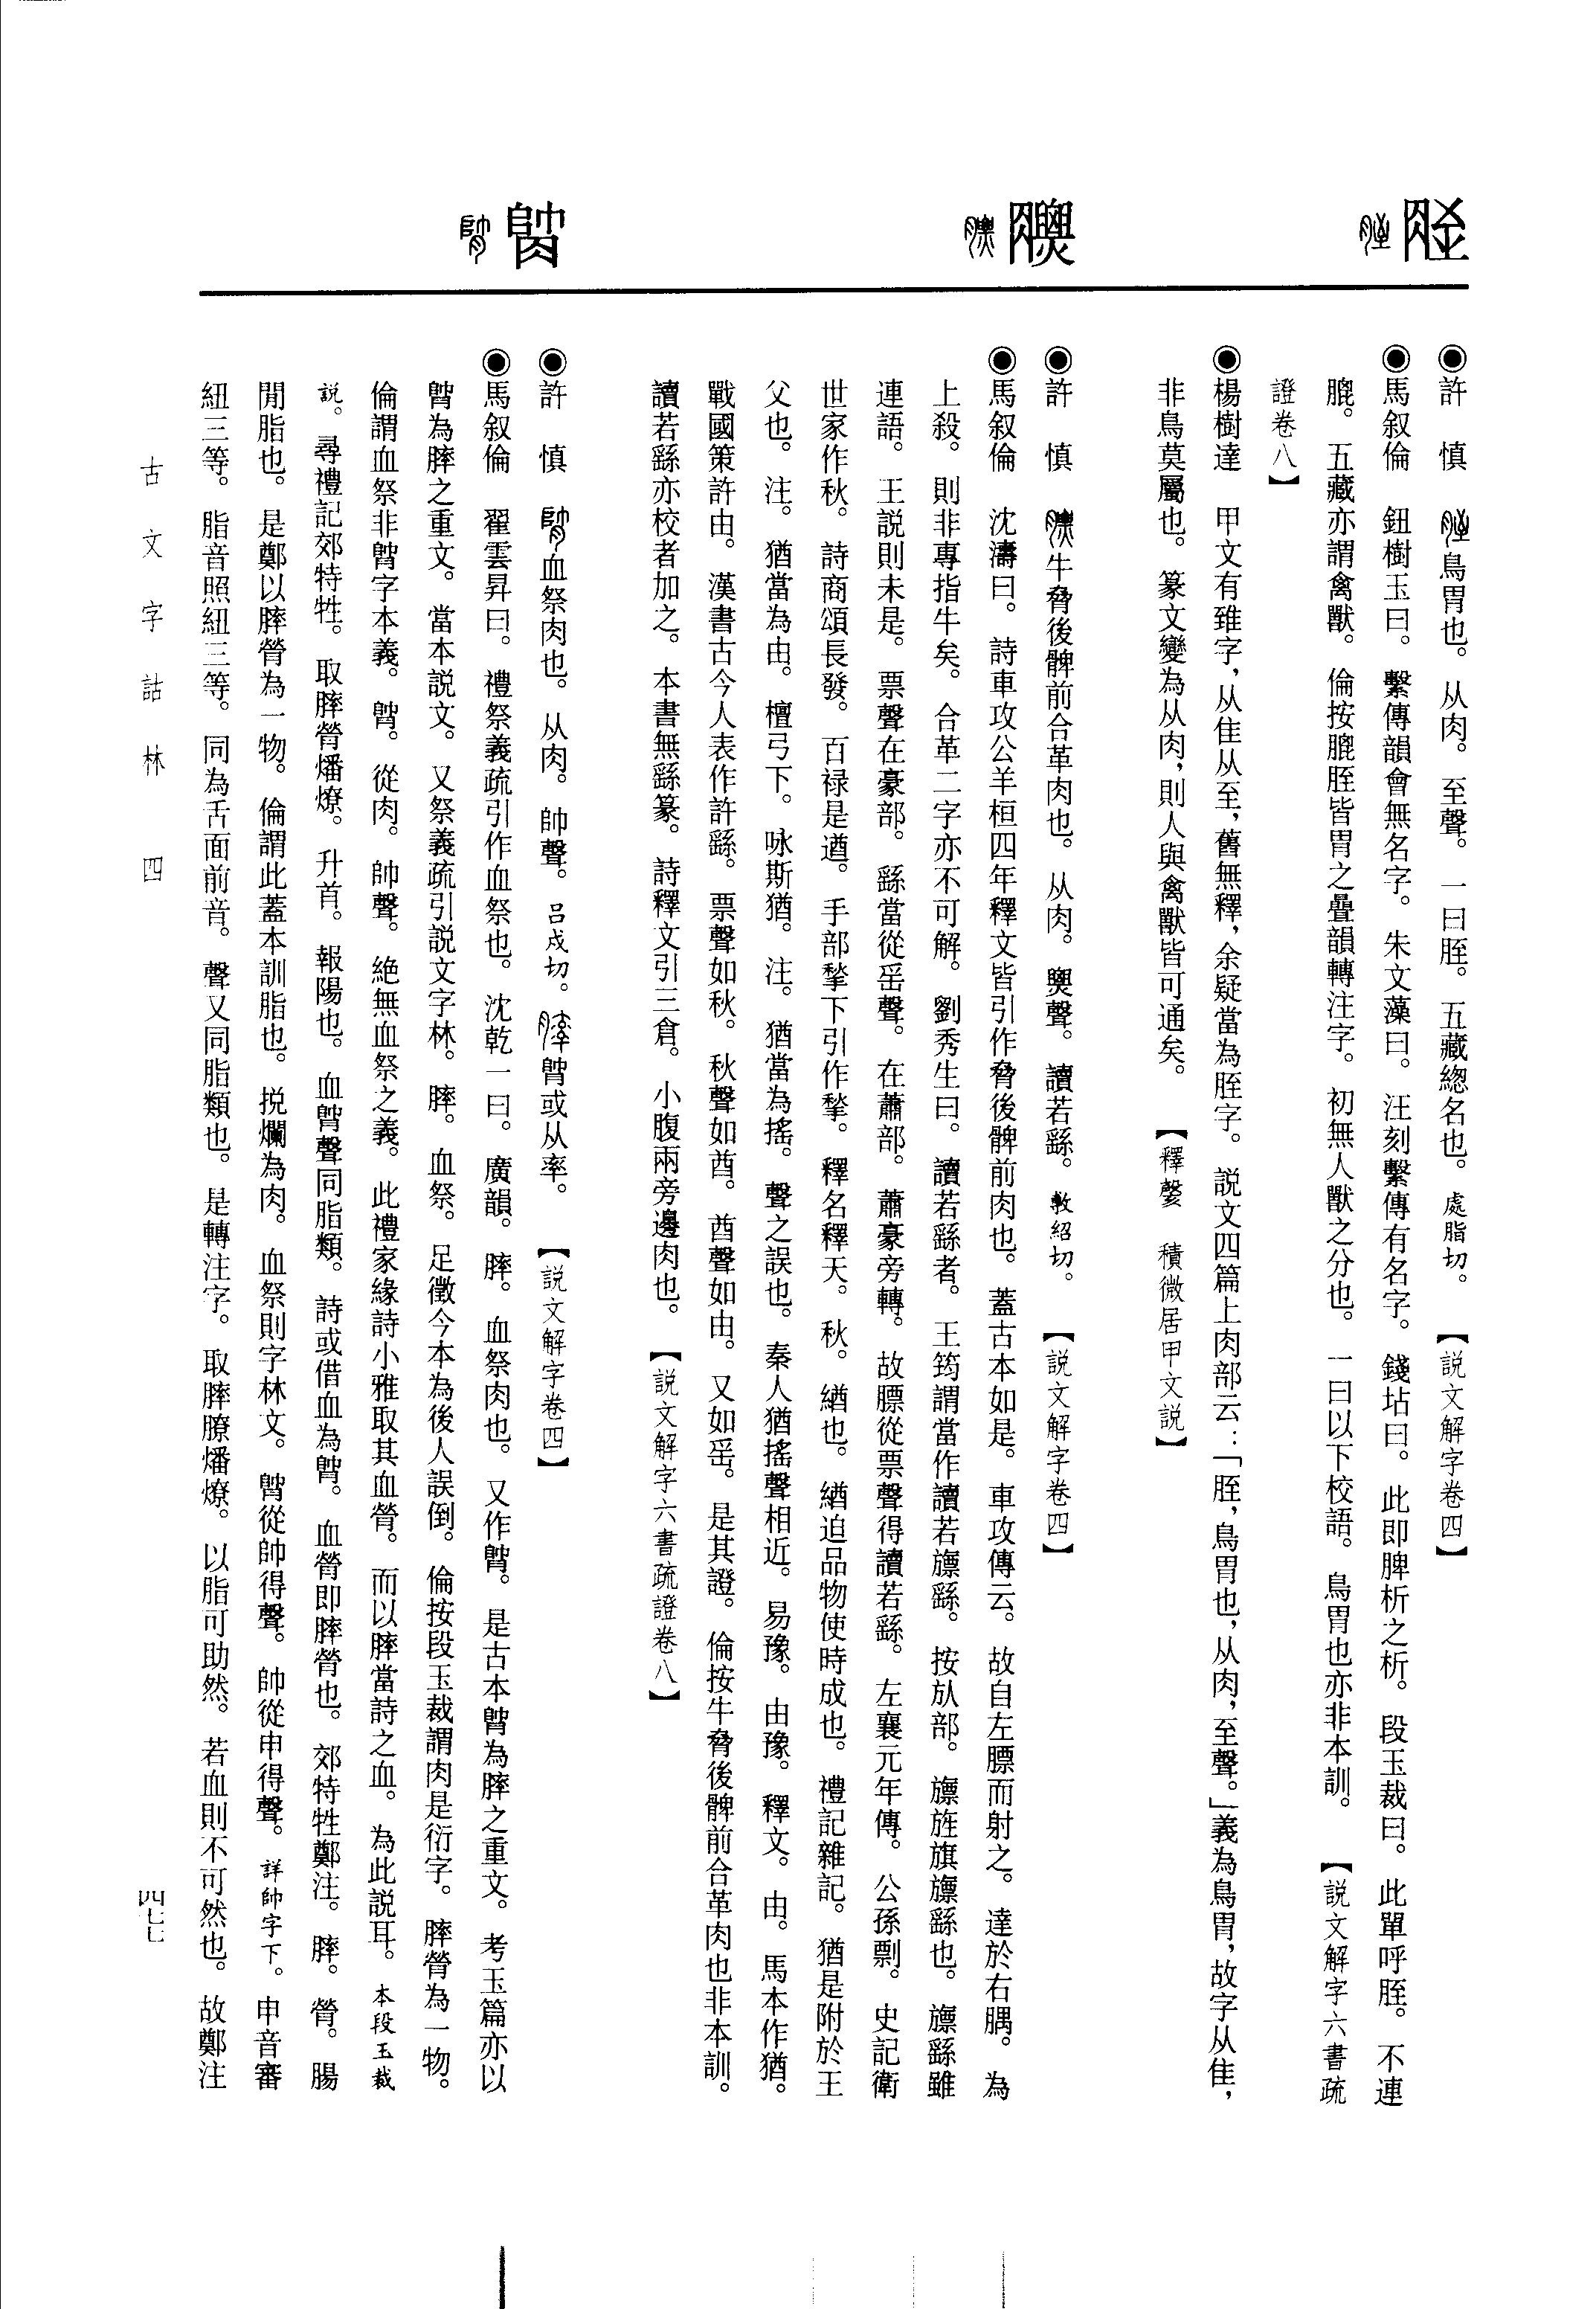 胵
◉許　慎　胵鳥胃也。从肉。至聲。一曰胵。五藏總名也。處脂切。【説文解字卷四】
◉馬叙倫　鈕樹玉曰。繫傳韻會無名字。朱文藻曰。汪刻繫傳有名字。錢坫曰。此即脾析之析。段玉裁曰。此單呼胵。不連
膍。五藏亦謂禽獸。倫按膍胵皆胃之疊韻轉注字。初無人獸之分也。一曰以下校語。鳥胃也亦非本訓。【説文解字六書疏
證卷八】
◉楊樹達　甲文有雉字，从隹从至，舊無釋，余疑當為胵字。説文四篇上肉部云：「胵，鳥胃也，从肉，至聲。」義為鳥胃，故字从隹，
非鳥莫屬也。篆文變為从肉，則人與禽獸皆可通矣。【釋䳅　積微居甲文説】
膘
◉許　慎　膘牛脅後髀前合革肉也。从肉。㶾聲。讀若繇。敷紹切。【説文解字卷四】
◉馬叙倫　沈濤曰。詩車攻公羊桓四年釋文皆引作脅後髀前肉也。蓋古本如是。車攻傳云。故自左膘而射之。達於右腢。為
上殺。則非專指牛矣。合革二字亦不可解。劉秀生曰。讀若繇者。王筠謂當作讀若旚繇。按㫃部。旚旌旗旚繇也。旚繇雖
連語。王説則未是。票聲在豪部。繇當從䍃聲。在蕭部。蕭豪旁轉。故膘從票聲得讀若繇。左襄元年傳。公孫剽。史記衛
世家作秋。詩商頌長發。百禄是遒。手部揫下引作揫。釋名釋天。秋。緧也。緧迫品物使時成也。禮記雜記。猶是附於王
父也。注。猶當為由。檀弓下。咏斯猶。注。猶當為搖。聲之誤也。秦人猶搖聲相近。易豫。由豫。釋文。由。馬本作猶。
戰國策許由。漢書古今人表作許繇。票聲如秋。秋聲如酋。酋聲如由。又如䍃。是其證。倫按牛脅後髀前合革肉也非本訓。
讀若繇亦校者加之。本書無繇篆。詩釋文引三倉。小腹兩旁邊肉也。【説文解字六書疏證卷八】
膟
◉許　慎　血祭肉也。从肉。帥聲。吕戌切。膟䏌或从率。【説文解字卷四】
◉馬叙倫　翟雲昇曰。禮祭義疏引作血祭也。沈乾一曰。廣韻。膟。血祭肉也。又作䏌。是古本䏌為膟之重文。考玉篇亦以
䏌為膟之重文。當本説文。又祭義疏引説文字林。膟。血祭。足徵今本為後人誤倒。倫按段玉裁謂肉是衍字。膟膋為一物。
倫謂血祭非䏌字本義。䏌。從肉。帥聲。絶無血祭之義。此禮家緣詩小雅取其血膋。而以膟當詩之血。為此説耳。本段玉裁
説。尋禮記郊特牲。取膟膋燔燎。升首。報陽也。血䏌聲同脂類。詩或借血為䏌。血膋即膟膋也。郊特牲鄭注。膟。膋。腸
閒脂也。是鄭以膟膋為一物。倫謂此蓋本訓脂也。捝爛為肉。血祭則字林文。䏌從帥得聲。帥從申得聲。詳帥字下。申音審
紐三等。脂音照紐三等。同為舌面前音。聲又同脂類也。是轉注字。取膟膫燔燎。以脂可助然。若血則不可然也。故鄭注
古文字詁林　四
四七七